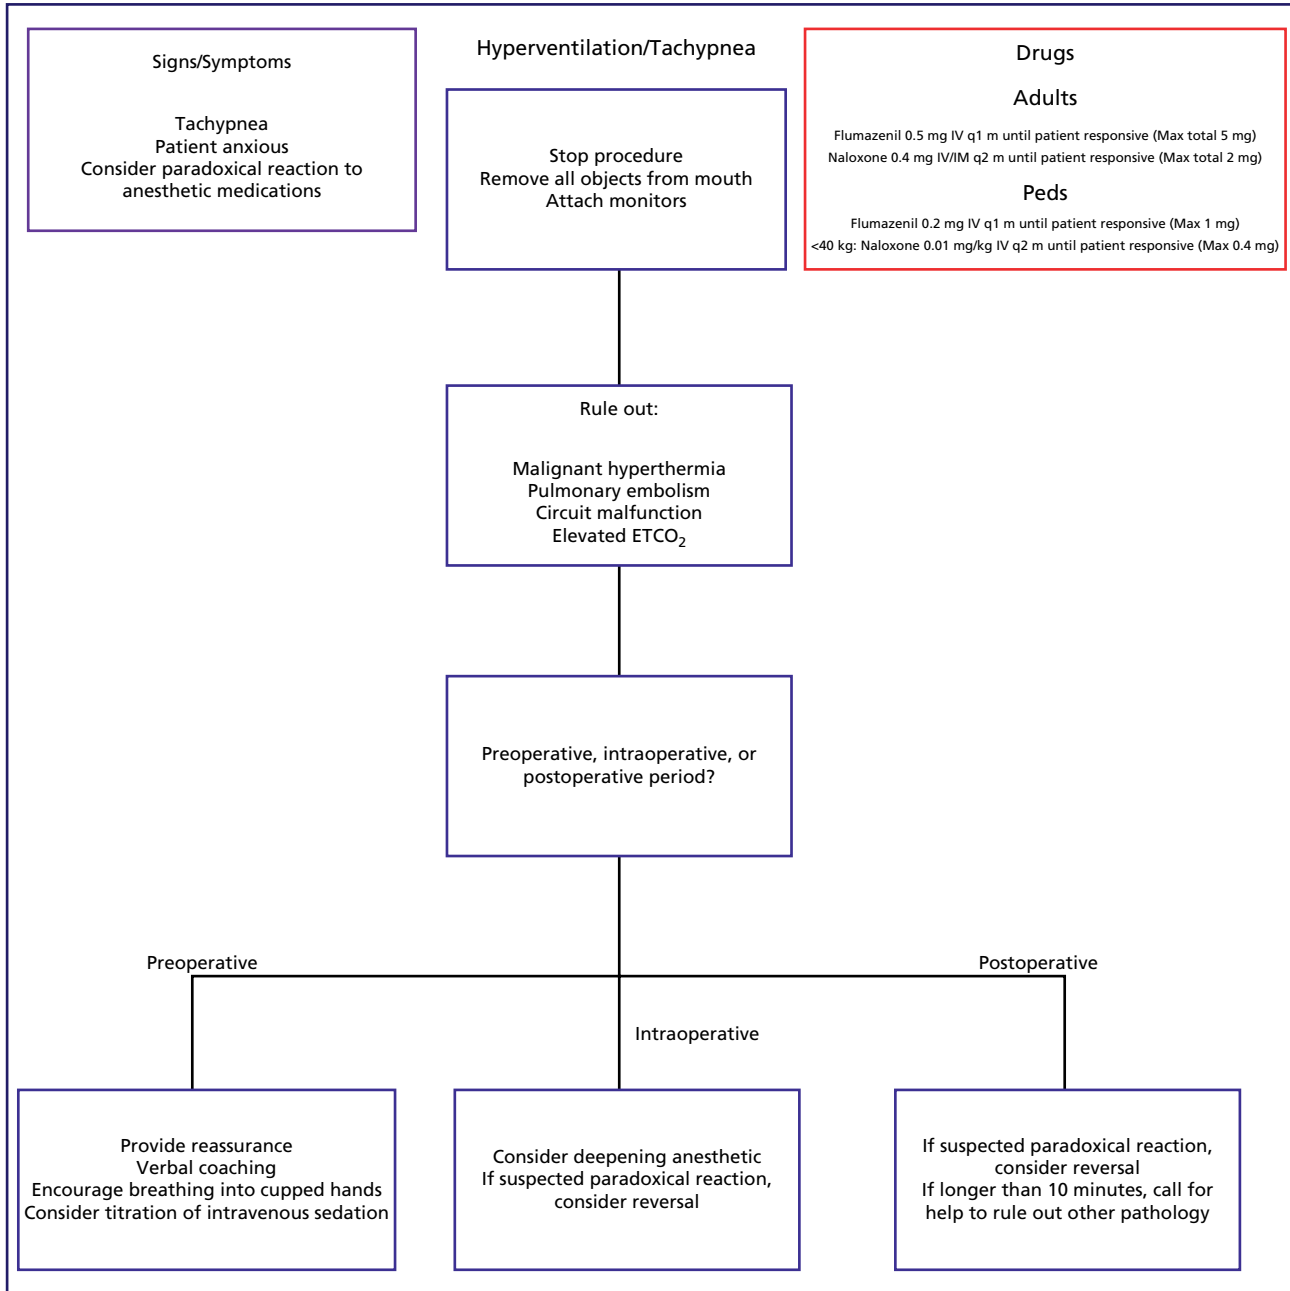 Signs/Symptoms
Tachypnea
Patient anxious
Consider paradoxical reaction to
anesthetic medications
Hyperventilation/Tachypnea
Stop procedure
Remove all objects from mouth
Attach monitors
Drugs
Adults
Flumazenil 0.5 mg IV q1 m until patient responsive (Max total 5 mg)
Naloxone 0.4 mg IV/IM q2 m until patient responsive (Max total 2 mg)
Peds
Flumazenil 0.2 mg IV q1 m until patient responsive (Max 1 mg)
<40 kg: Naloxone 0.01 mg/kg IV q2 m until patient responsive (Max 0.4 mg)
Rule out:
Malignant hyperthermia
Pulmonary embolism
Circuit malfunction
Elevated ETCO₂
Preoperative, intraoperative, or
postoperative period?
Preoperative
Intraoperative
Postoperative
Provide reassurance
Verbal coaching
Encourage breathing into cupped hands
Consider titration of intravenous sedation
Consider deepening anesthetic
If suspected paradoxical reaction,
consider reversal
If suspected paradoxical reaction,
consider reversal
If longer than 10 minutes, call for
help to rule out other pathology